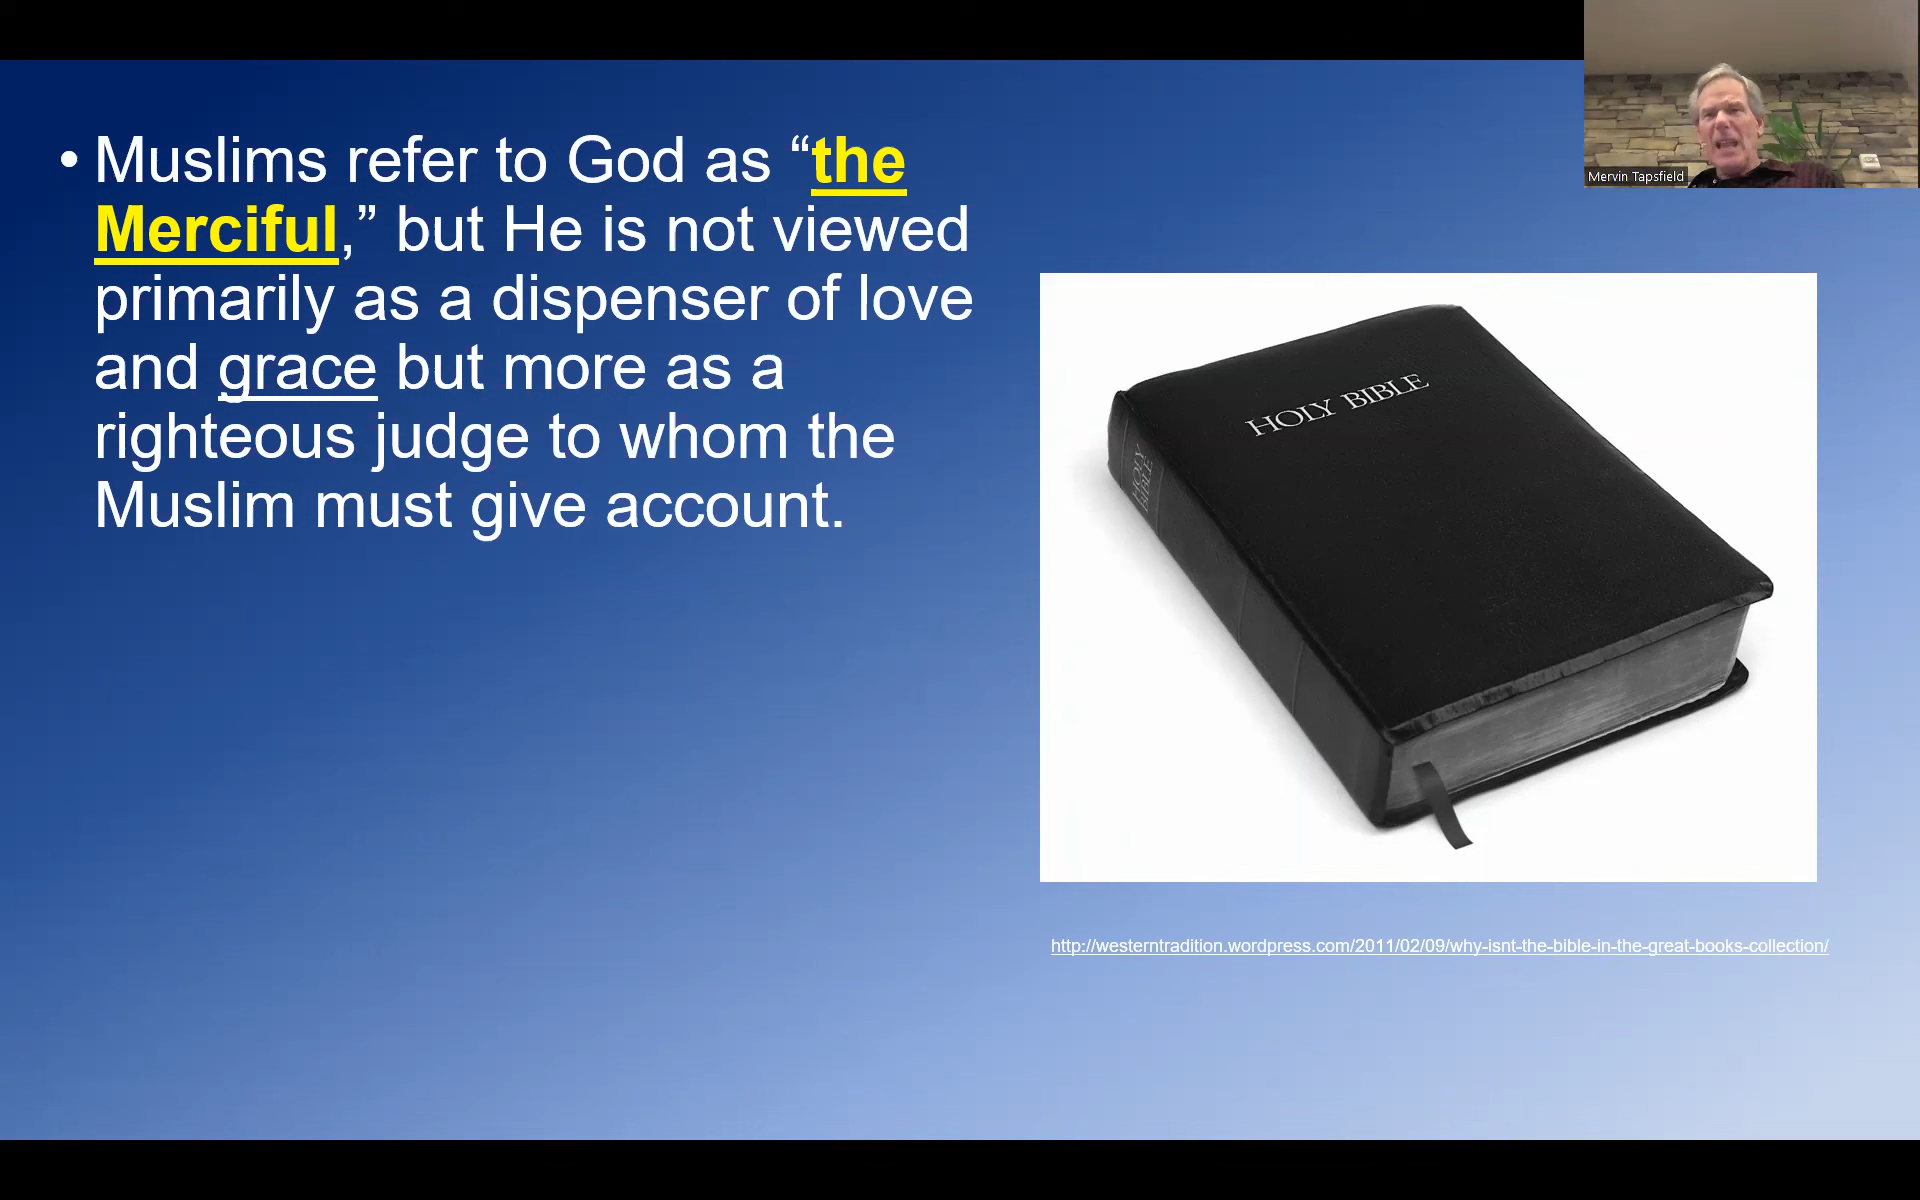 • Muslims refer to God as “the
Merciful,” but He is not viewed
primarily as a dispenser of love
and grace but more as a
righteous judge to whom the
Muslim must give account.
Mervin Tapsfield
HOLY BIBLE
HOLY
BIBLE
http://westerntradition.wordpress.com/2011/02/09/why-isnt-the-bible-in-the-great-books-collection/